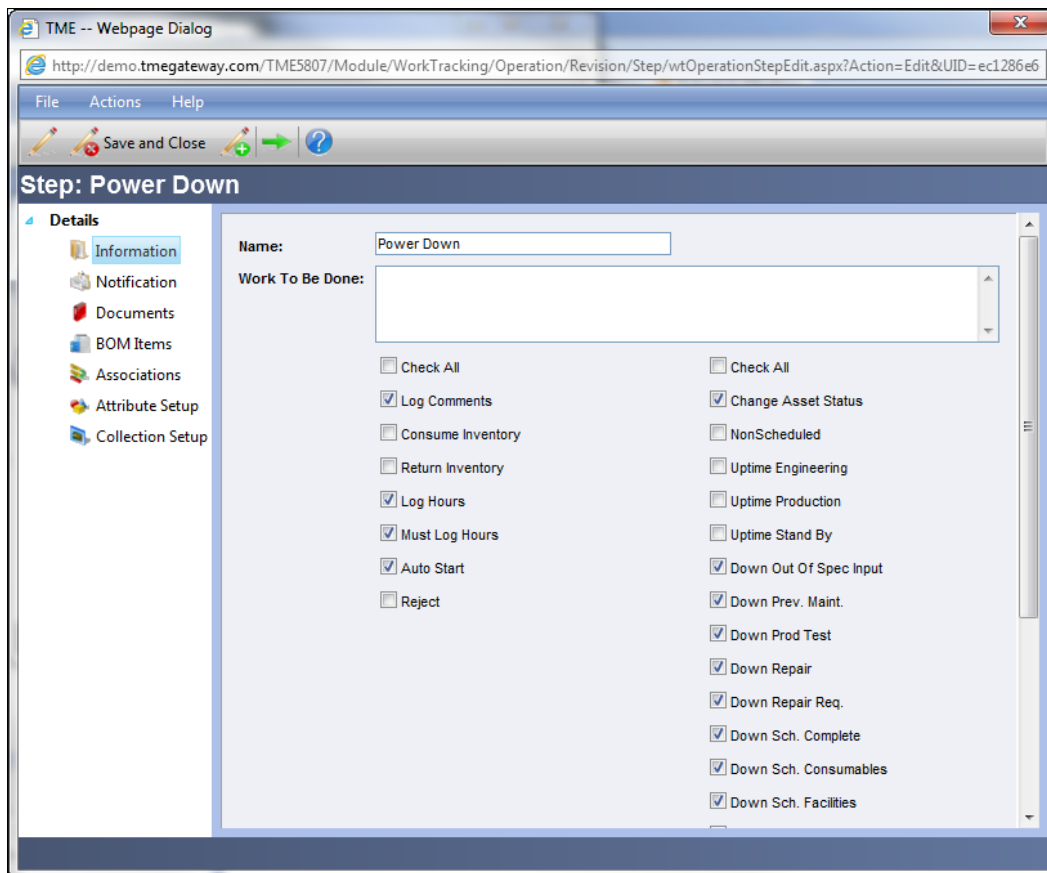 TME -- Webpage Dialog
http://demo.tmegateway.com/TME5807/Module/WorkTracking/Operation/Revision/Step/wtOperationStepEdit.aspx?Action=Edit&UID=ec1286e6
File Actions Help
Save and Close
Step: Power Down
Details
Information
Notification
Documents
BOM Items
Associations
Attribute Setup
Collection Setup
Name: Power Down
Work To Be Done:
Check All
Log Comments
Consume Inventory
Return Inventory
Log Hours
Must Log Hours
Auto Start
Reject
Check All
Change Asset Status
NonScheduled
Uptime Engineering
Uptime Production
Uptime Stand By
Down Out Of Spec Input
Down Prev. Maint.
Down Prod Test
Down Repair
Down Repair Req.
Down Sch. Complete
Down Sch. Consumables
Down Sch. Facilities